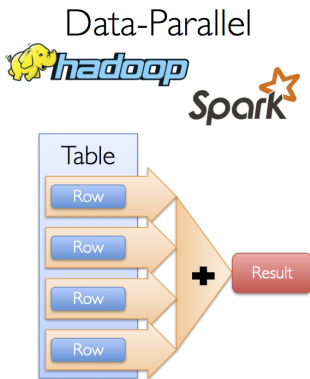 Data-Parallel
hadoop
Spark
Table
Row
Row
Row
Row
+
Result